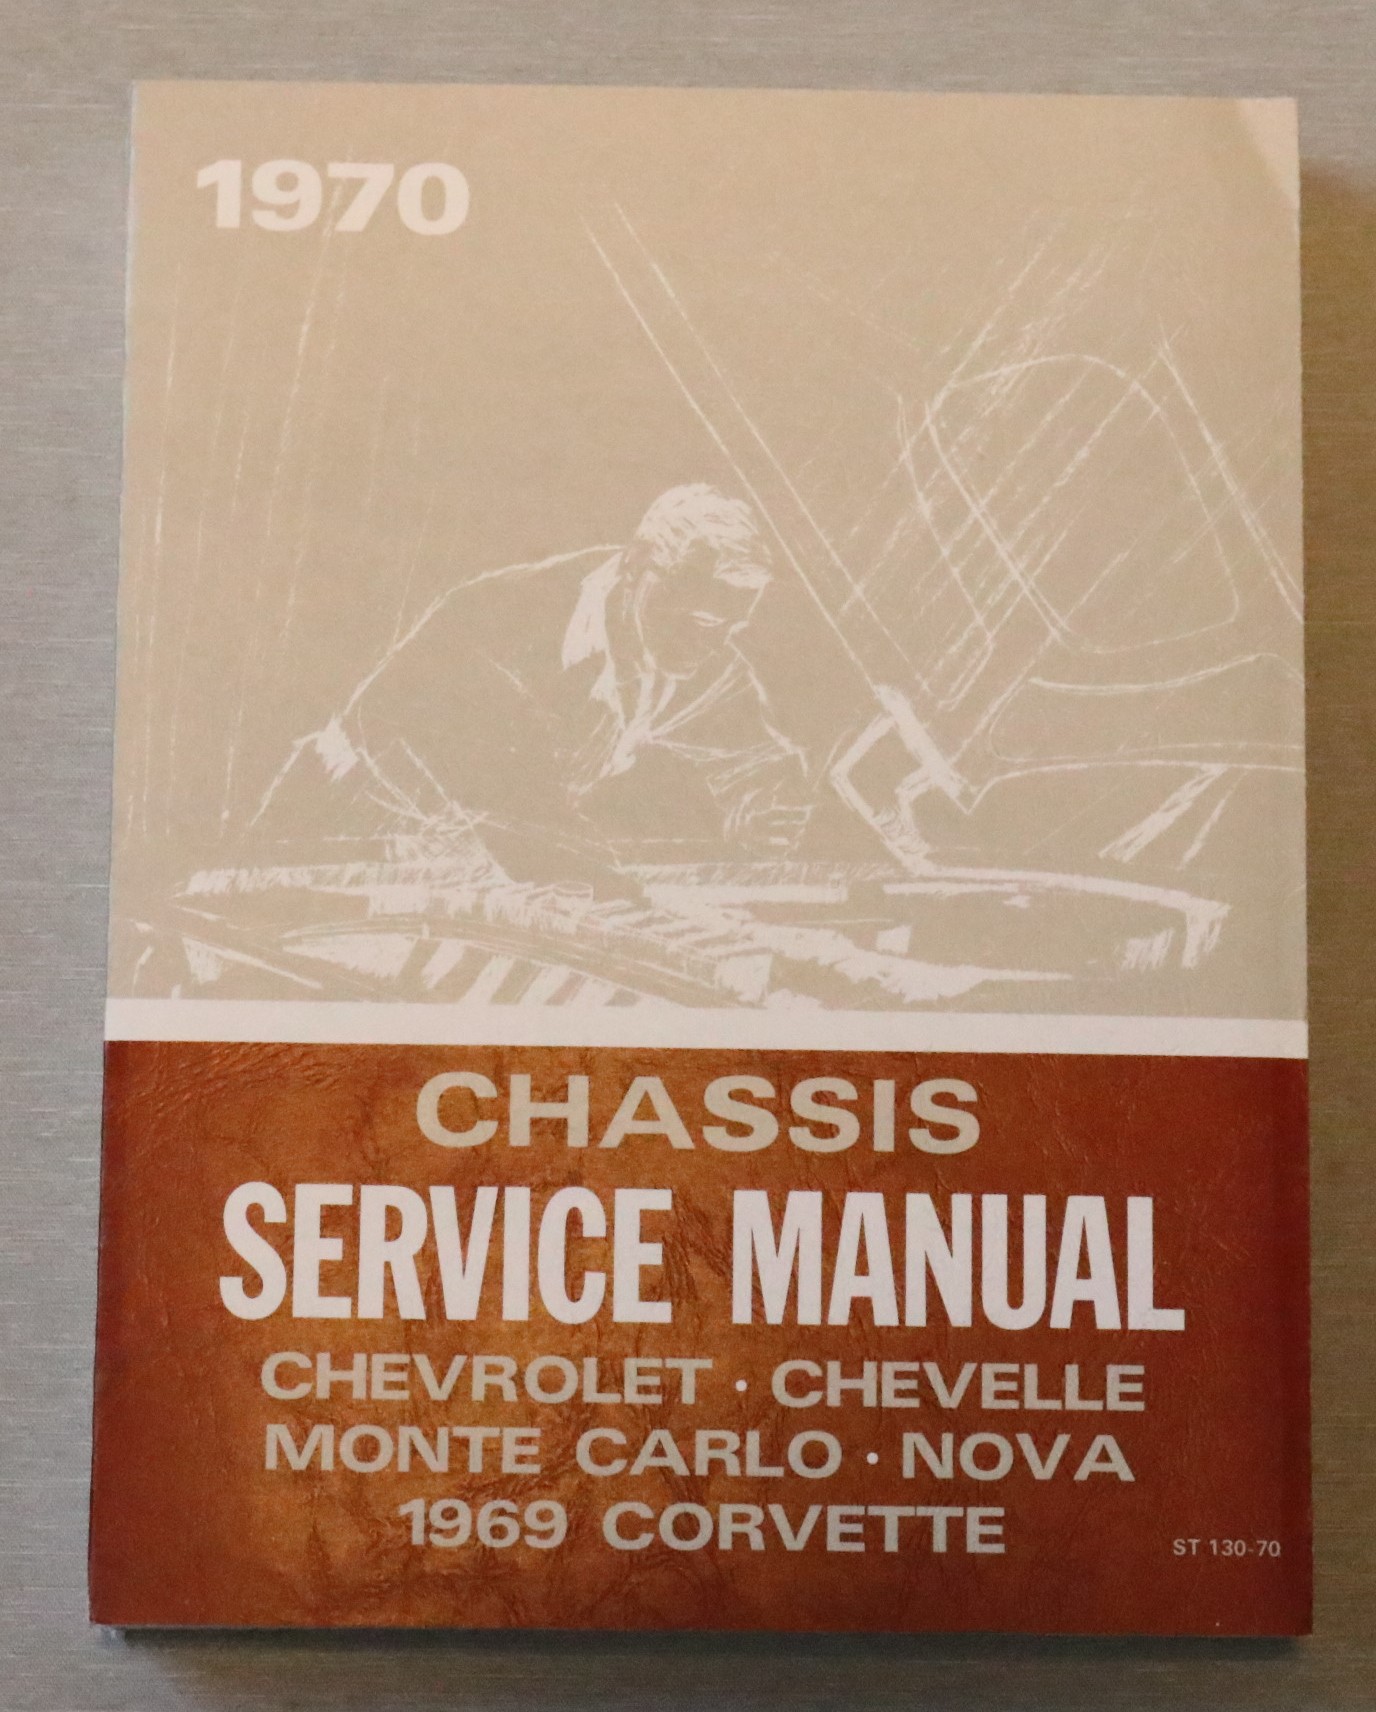 1970
CHASSIS
SERVICE MANUAL
CHEVROLET · CHEVELLE
MONTE CARLO · NOVA
1969 CORVETTE
ST 130-70